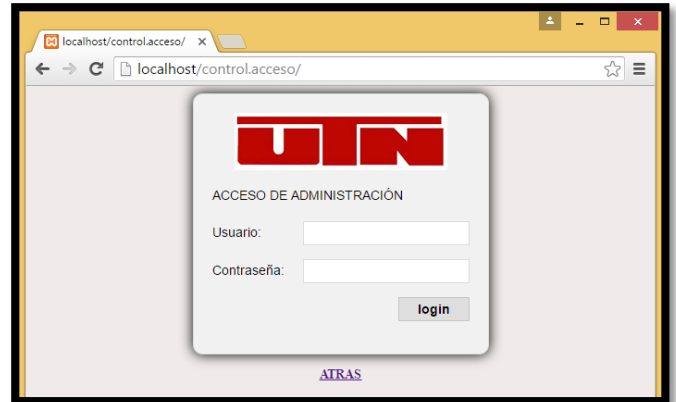 localhost/control.acceso/
localhost/control.acceso/
UTN
ACCESO DE ADMINISTRACIÓN
Usuario:
Contraseña:
login
ATRAS